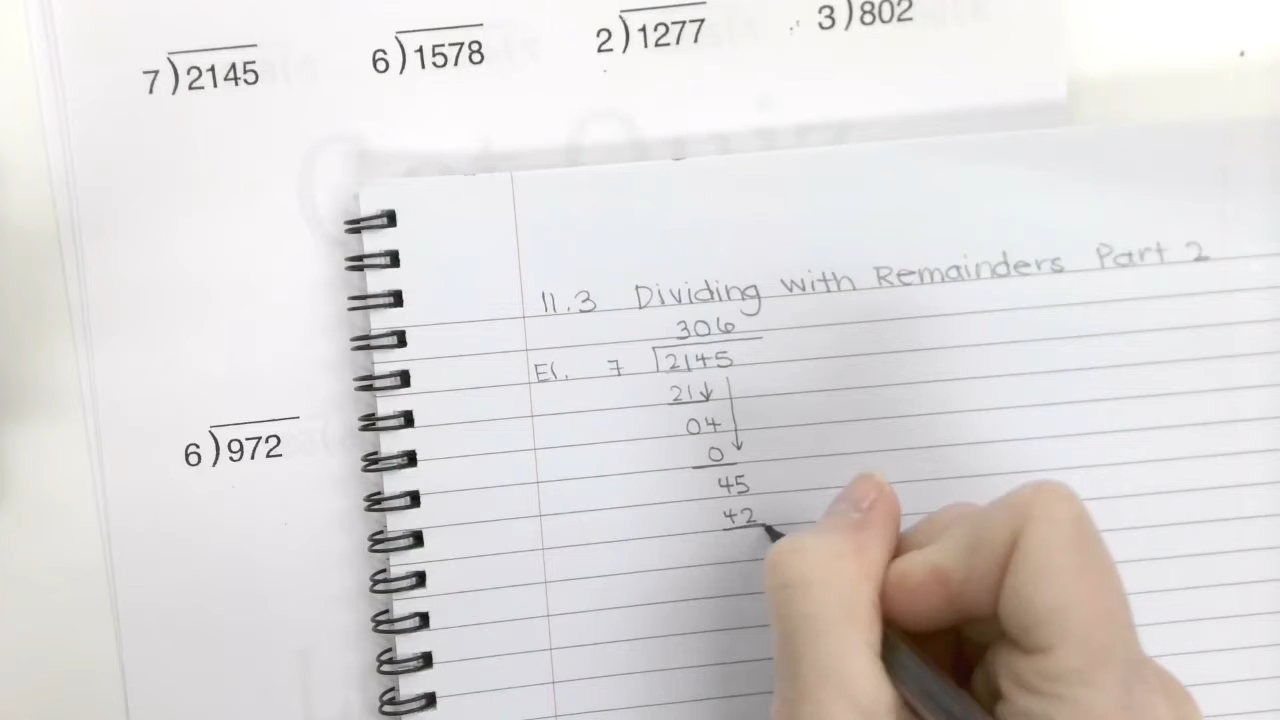 7)2145 6)1578 2)1277 3)802
11.3 Dividing with Remainders Part 2
306
Ex. 7 2145
21↓
04
0
45
42
6)972